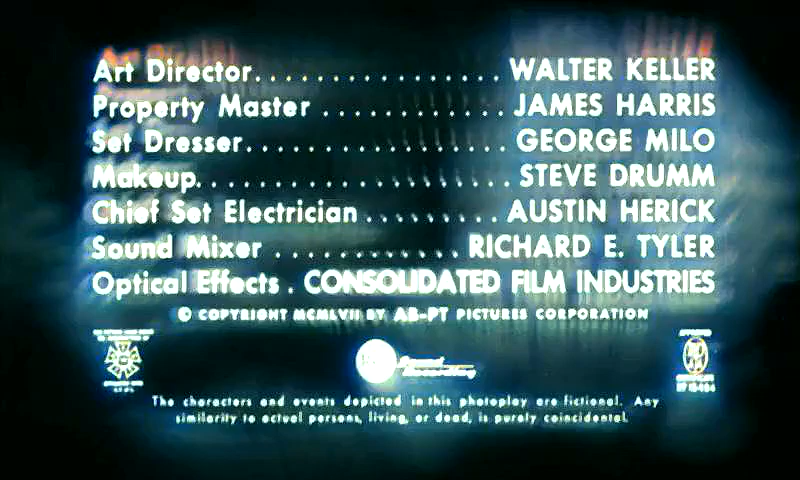 Art Director................ WALTER KELLER
Property Master ............ JAMES HARRIS
Set Dresser................. GEORGE MILO
Makeup.................... STEVE DRUMM
Chief Set Electrician ......... AUSTIN HERICK
Sound Mixer ............ RICHARD E. TYLER
Optical Effects . CONSOLIDATED FILM INDUSTRIES
© COPYRIGHT MCMLVII BY AB-PT PICTURES CORPORATION
Sound
Recording
The characters and events depicted in this photoplay are fictional. Any
similarity to actual persons, living, or dead, is purely coincidental.